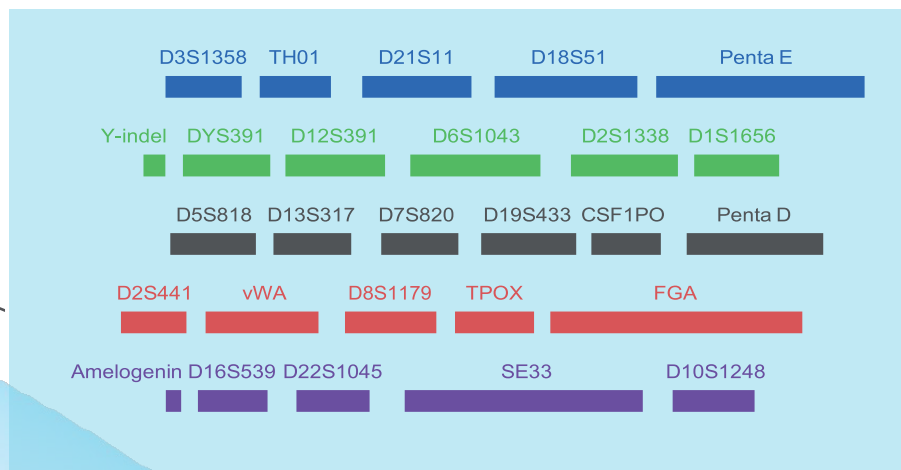 D3S1358 TH01 D21S11 D18S51 Penta E
Y-indel DYS391 D12S391 D6S1043 D2S1338 D1S1656
D5S818 D13S317 D7S820 D19S433 CSF1PO Penta D
D2S441 vWA D8S1179 TPOX FGA
Amelogenin D16S539 D22S1045 SE33 D10S1248